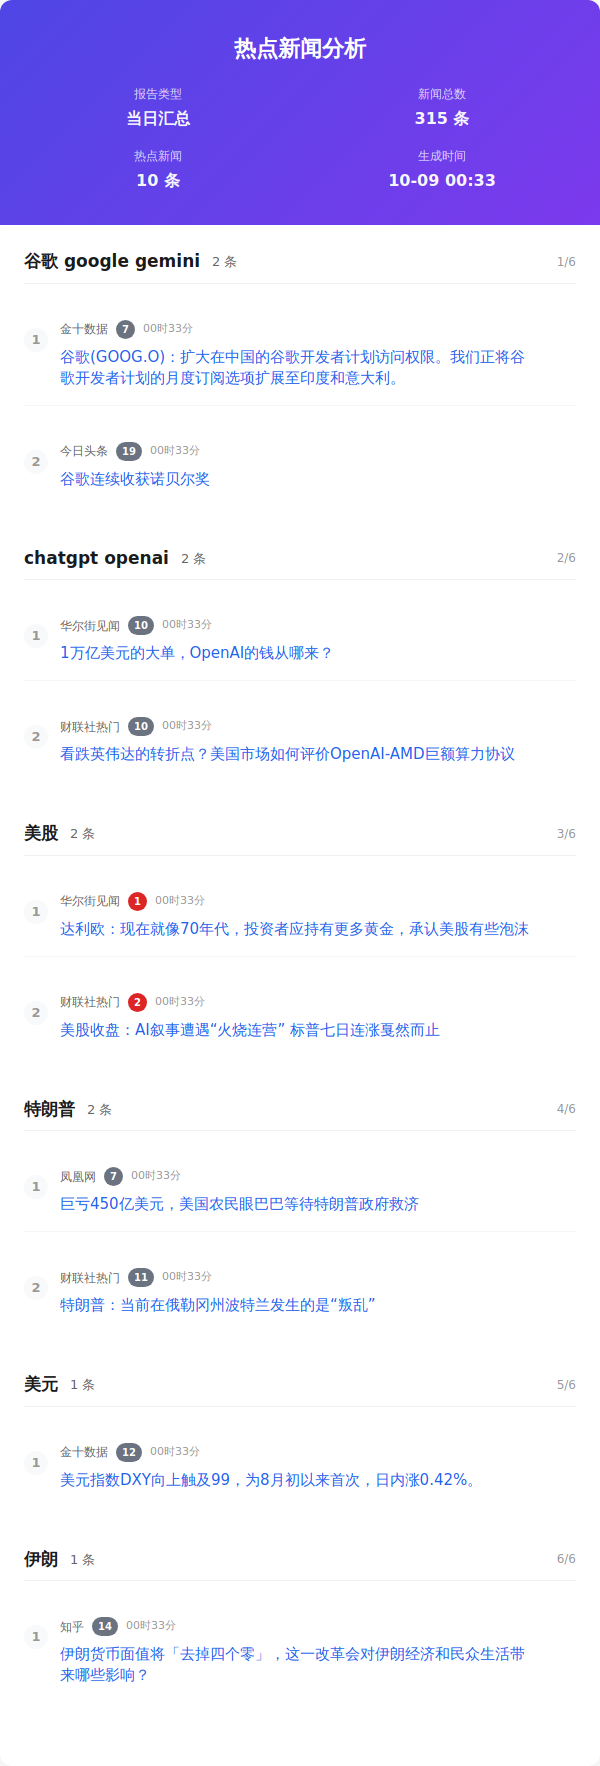 热点新闻分析
报告类型
新闻总数
当日汇总
315 条
热点新闻
生成时间
10 条
10-09 00:33
谷歌 google gemini 2 条 1/6
1 金十数据 7 00时33分
谷歌(GOOG.O)：扩大在中国的谷歌开发者计划访问权限。我们正将谷
歌开发者计划的月度订阅选项扩展至印度和意大利。
2 今日头条 19 00时33分
谷歌连续收获诺贝尔奖
chatgpt openai 2 条 2/6
1 华尔街见闻 10 00时33分
1万亿美元的大单，OpenAI的钱从哪来？
2 财联社热门 10 00时33分
看跌英伟达的转折点？美国市场如何评价OpenAI-AMD巨额算力协议
美股 2 条 3/6
1 华尔街见闻 1 00时33分
达利欧：现在就像70年代，投资者应持有更多黄金，承认美股有些泡沫
2 财联社热门 2 00时33分
美股收盘：AI叙事遭遇“火烧连营” 标普七日连涨戛然而止
特朗普 2 条 4/6
1 凤凰网 7 00时33分
巨亏450亿美元，美国农民眼巴巴等待特朗普政府救济
2 财联社热门 11 00时33分
特朗普：当前在俄勒冈州波特兰发生的是“叛乱”
美元 1 条 5/6
1 金十数据 12 00时33分
美元指数DXY向上触及99，为8月初以来首次，日内涨0.42%。
伊朗 1 条 6/6
1 知乎 14 00时33分
伊朗货币面值将「去掉四个零」，这一改革会对伊朗经济和民众生活带
来哪些影响？